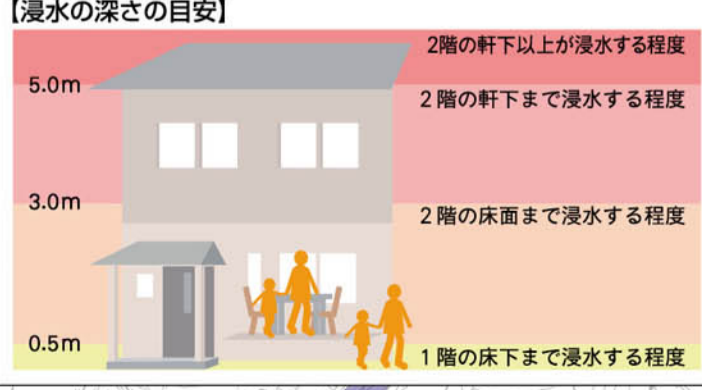 【浸水の深さの目安】
2階の軒下以上が浸水する程度
5.0m
2階の軒下まで浸水する程度
3.0m
2階の床面まで浸水する程度
0.5m
1階の床下まで浸水する程度